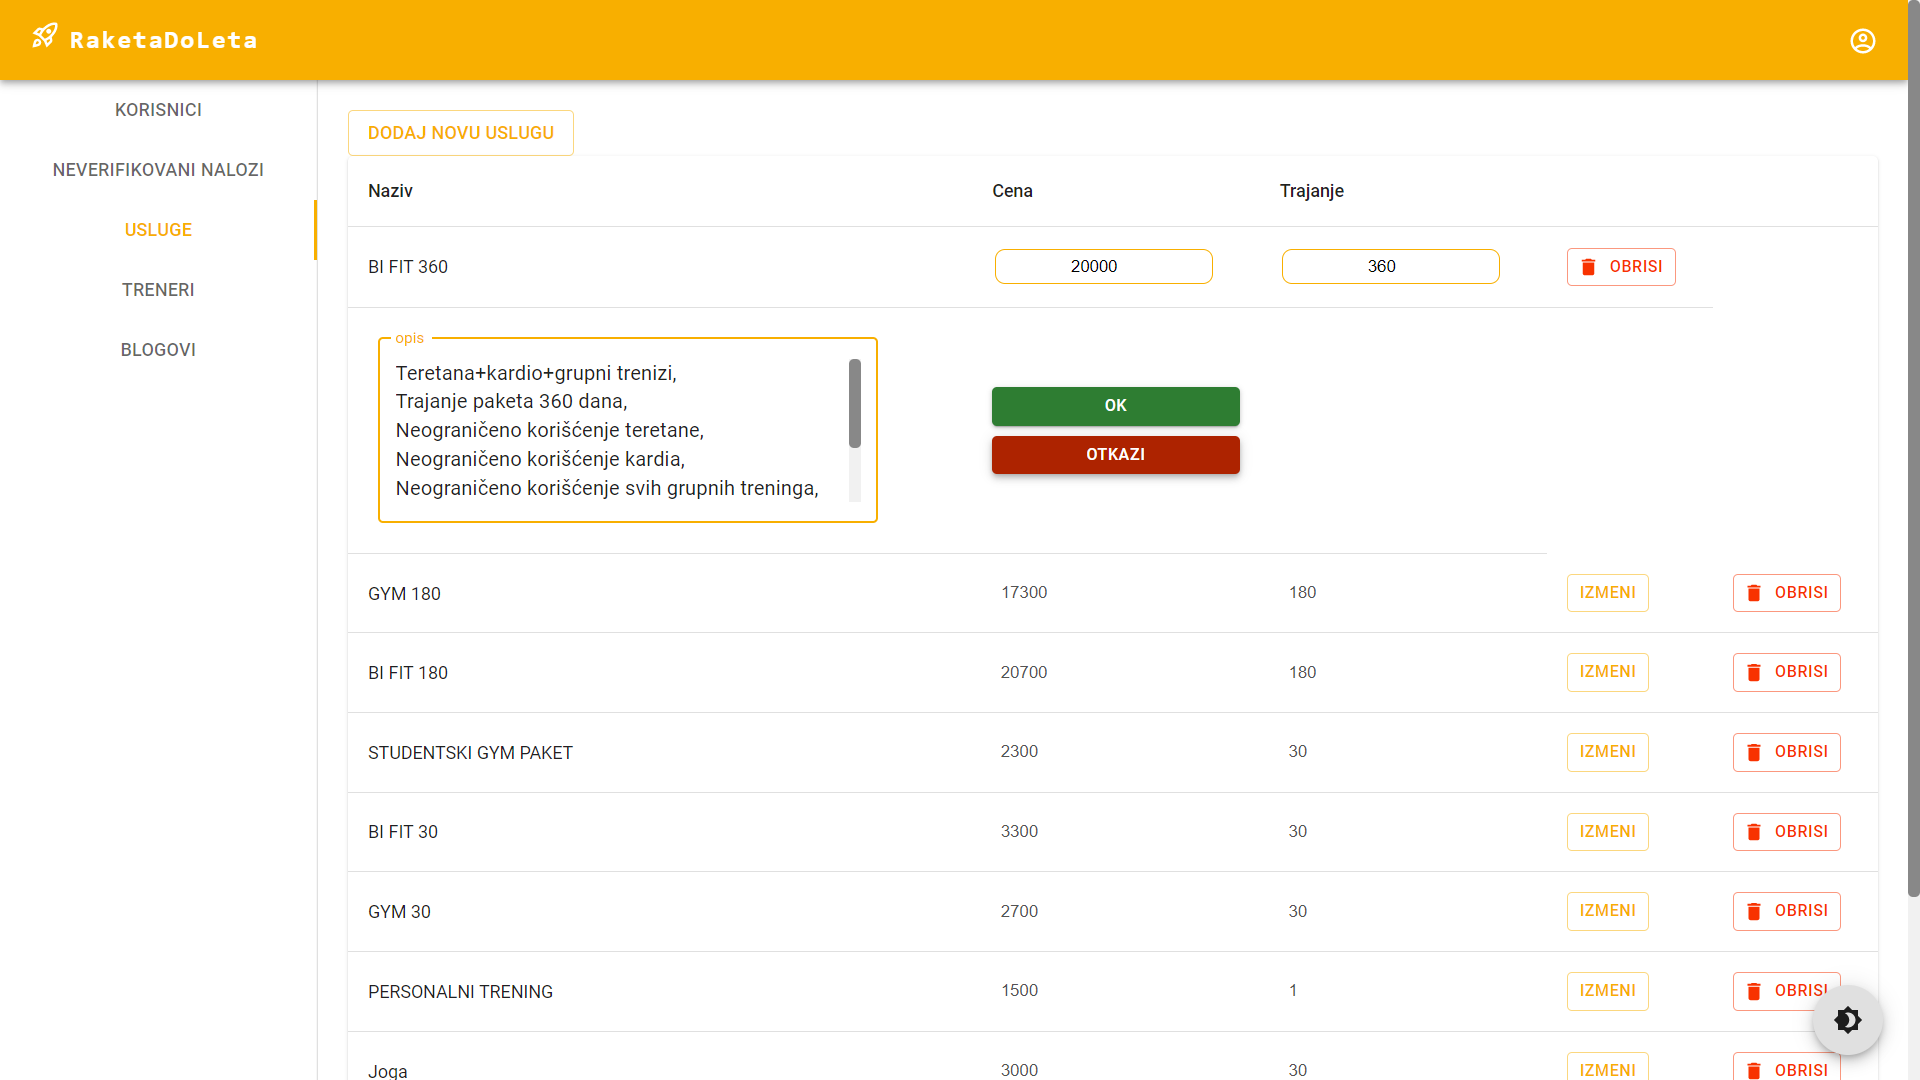 RaketaDoLeta
KORISNICI
NEVERIFIKOVANI NALOZI
USLUGE
TRENERI
BLOGOVI
DODAJ NOVU USLUGU
Naziv Cena Trajanje
BI FIT 360 20000 360 OBRISI
opis
Teretana+kardio+grupni trenizi,
Trajanje paketa 360 dana,
Neograničeno korišćenje teretane,
Neograničeno korišćenje kardia,
Neograničeno korišćenje svih grupnih treninga,
OK
OTKAZI
GYM 180 17300 180 IZMENI OBRISI
BI FIT 180 20700 180 IZMENI OBRISI
STUDENTSKI GYM PAKET 2300 30 IZMENI OBRISI
BI FIT 30 3300 30 IZMENI OBRISI
GYM 30 2700 30 IZMENI OBRISI
PERSONALNI TRENING 1500 1 IZMENI OBRISI
Joga 3000 30 IZMENI OBRISI